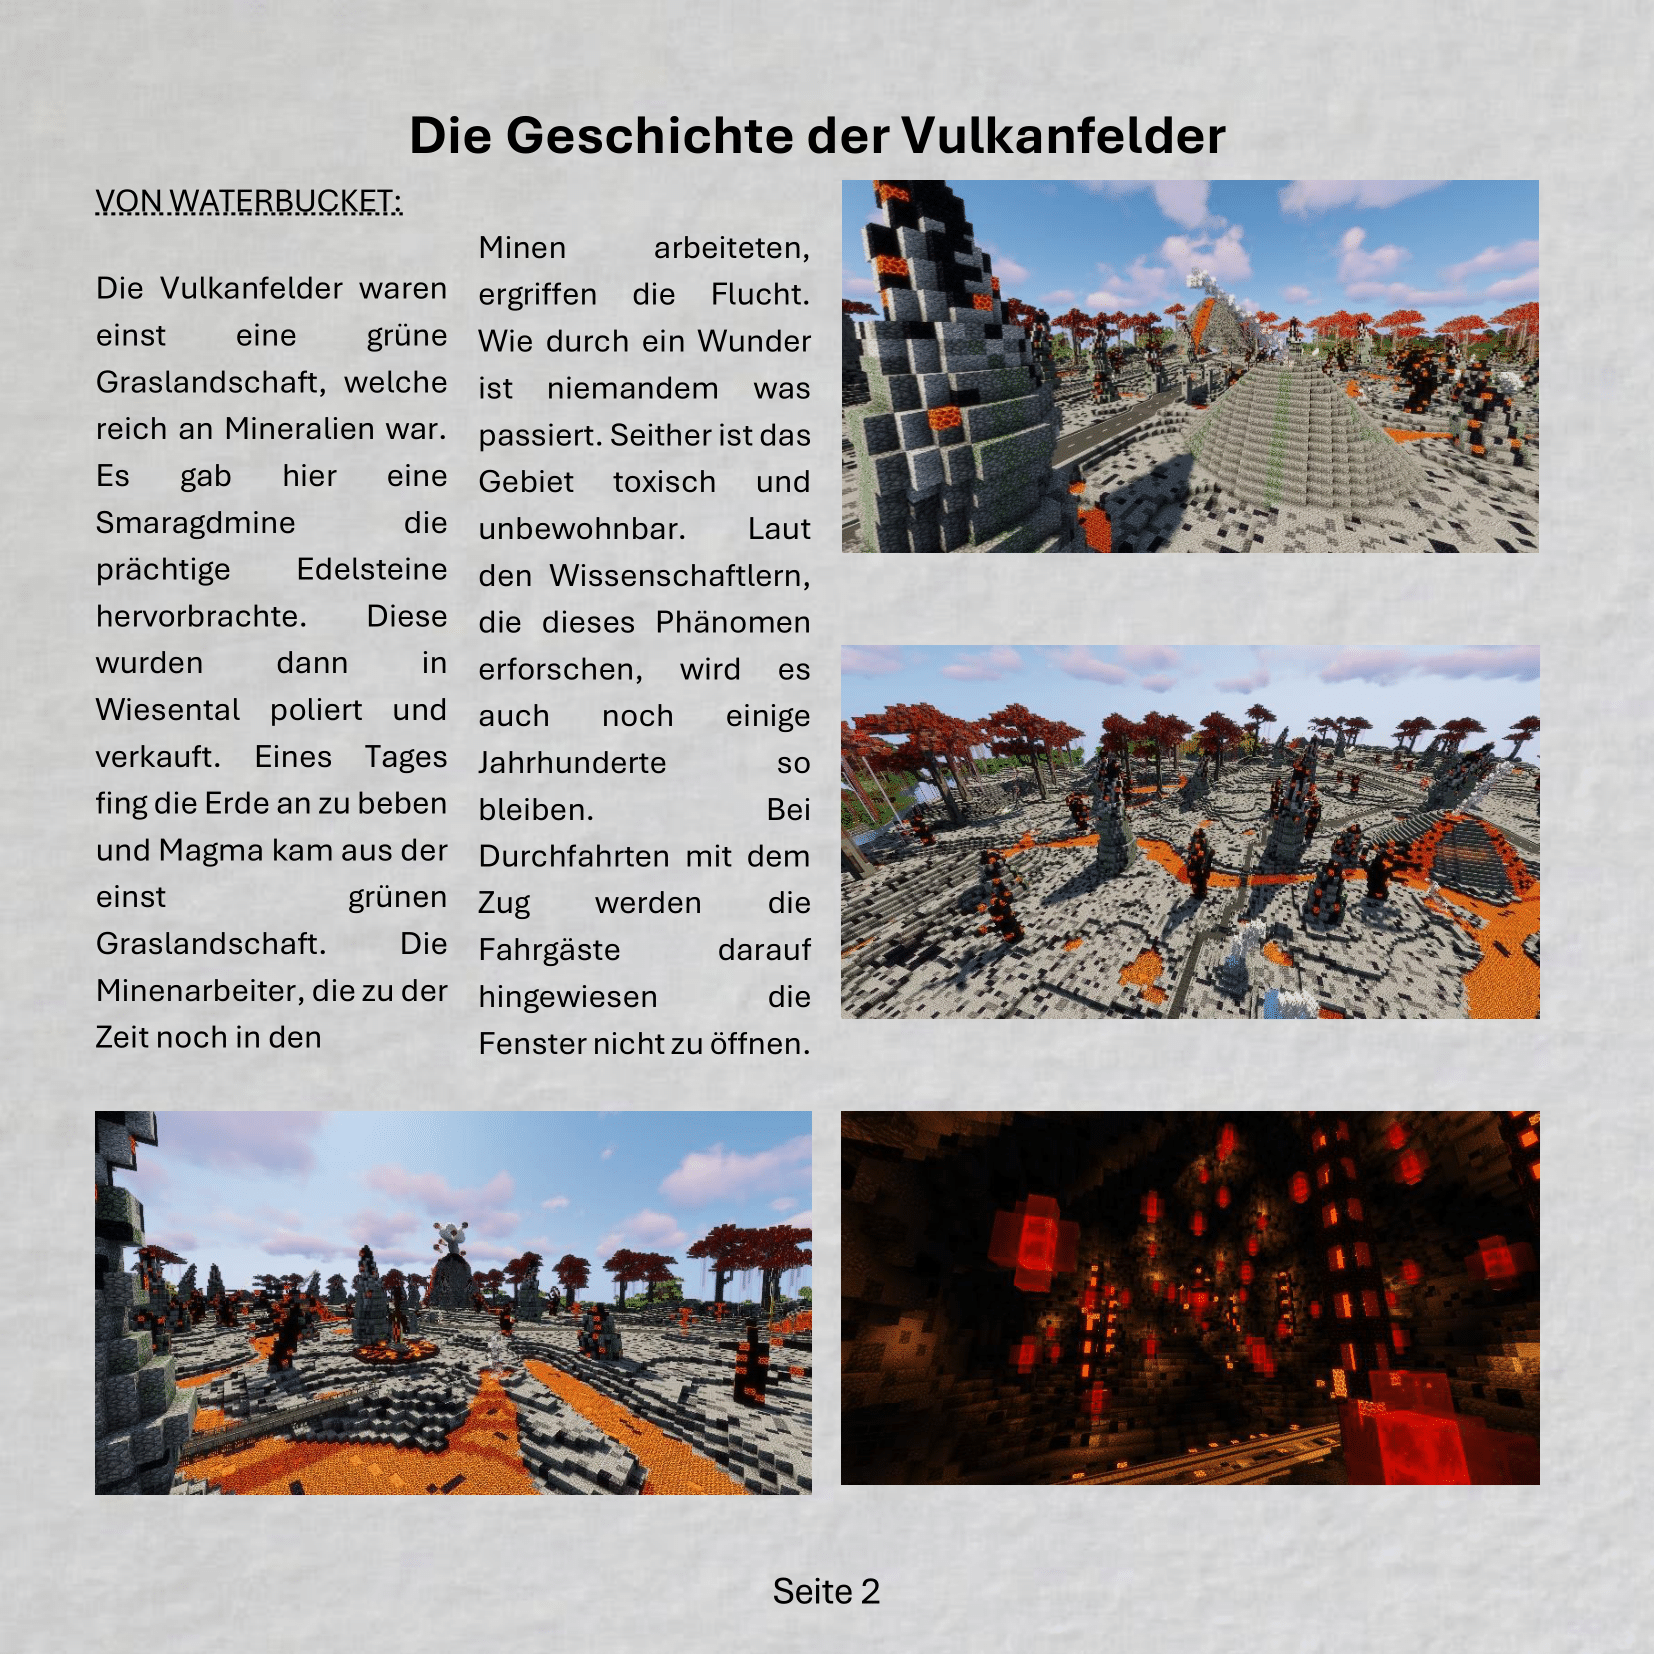 Die Geschichte der Vulkanfelder
VON WATERBUCKET:
Die Vulkanfelder waren
einst eine grüne
Graslandschaft, welche
reich an Mineralien war.
Es gab hier eine
Smaragdmine die
prächtige Edelsteine
hervorbrachte. Diese
wurden dann in
Wiesental poliert und
verkauft. Eines Tages
fing die Erde an zu beben
und Magma kam aus der
einst grünen
Graslandschaft. Die
Minenarbeiter, die zu der
Zeit noch in den
Minen arbeiteten,
ergriffen die Flucht.
Wie durch ein Wunder
ist niemandem was
passiert. Seither ist das
Gebiet toxisch und
unbewohnbar. Laut
den Wissenschaftlern,
die dieses Phänomen
erforschen, wird es
auch noch einige
Jahrhunderte so
bleiben. Bei
Durchfahrten mit dem
Zug werden die
Fahrgäste darauf
hingewiesen die
Fenster nicht zu öffnen.
Seite 2